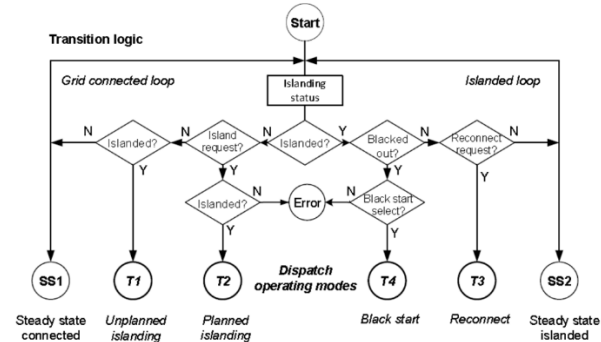 Start
Transition logic
Grid connected loop
Islanded loop
Islanding
status
N
Islanded?
N
Island
request?
N
Islanded?
Y
Blacked
out?
N
Reconnect
request?
N
Y
Y
Y
Y
Islanded?
N
Error
N
Black start
select?
Y
Y
SS1
T1
T2
Dispatch
operating modes
T4
T3
SS2
Steady state
connected
Unplanned
islanding
Planned
islanding
Black start
Reconnect
Steady state
islanded